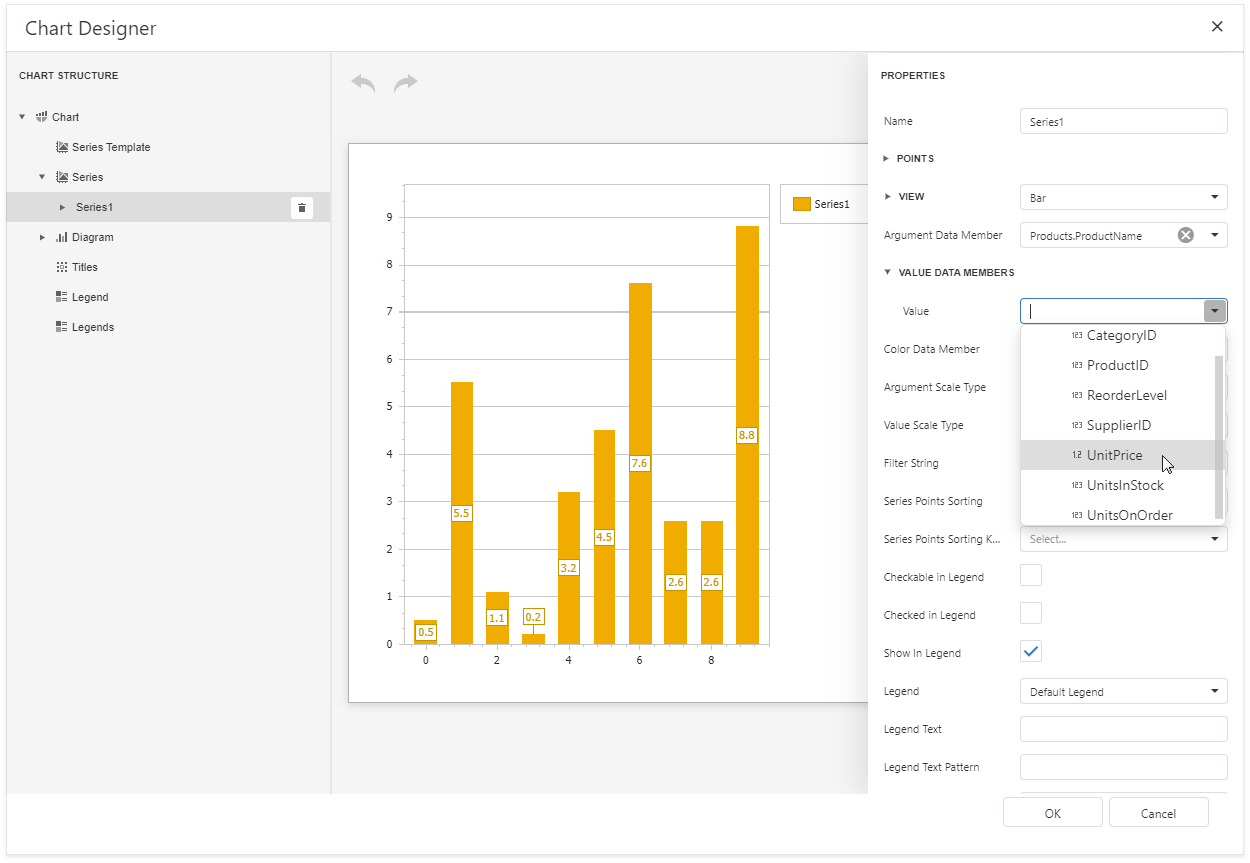 Chart Designer
CHART STRUCTURE
Chart
Series Template
Series
Series1
Diagram
Titles
Legend
Legends
9
8
7
6
5
4
3
2
1
0
0.5
5.5
1.1
0.2
3.2
4.5
7.6
2.6
2.6
8.8
0 2 4 6 8
Series1
PROPERTIES
Name Series1
POINTS
VIEW Bar
Argument Data Member Products.ProductName
VALUE DATA MEMBERS
Value
Color Data Member
Argument Scale Type
Value Scale Type
Filter String
Series Points Sorting
123 CategoryID
123 ProductID
123 ReorderLevel
123 SupplierID
1.2 UnitPrice
123 UnitsInStock
123 UnitsOnOrder
Series Points Sorting K... Select...
Checkable in Legend
Checked in Legend
Show In Legend
Legend Default Legend
Legend Text
Legend Text Pattern
OK Cancel